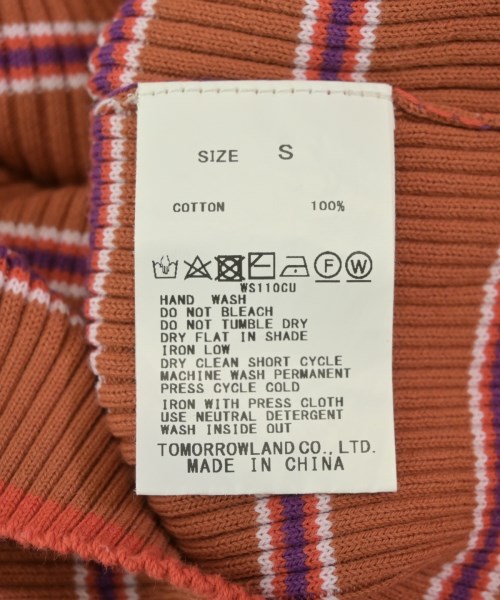 SIZE S
COTTON 100%
F W
WS110CU
HAND WASH
DO NOT BLEACH
DO NOT TUMBLE DRY
DRY FLAT IN SHADE
IRON LOW
DRY CLEAN SHORT CYCLE
MACHINE WASH PERMANENT
PRESS CYCLE COLD
IRON WITH PRESS CLOTH
USE NEUTRAL DETERGENT
WASH INSIDE OUT
TOMORROWLAND CO., LTD.
MADE IN CHINA